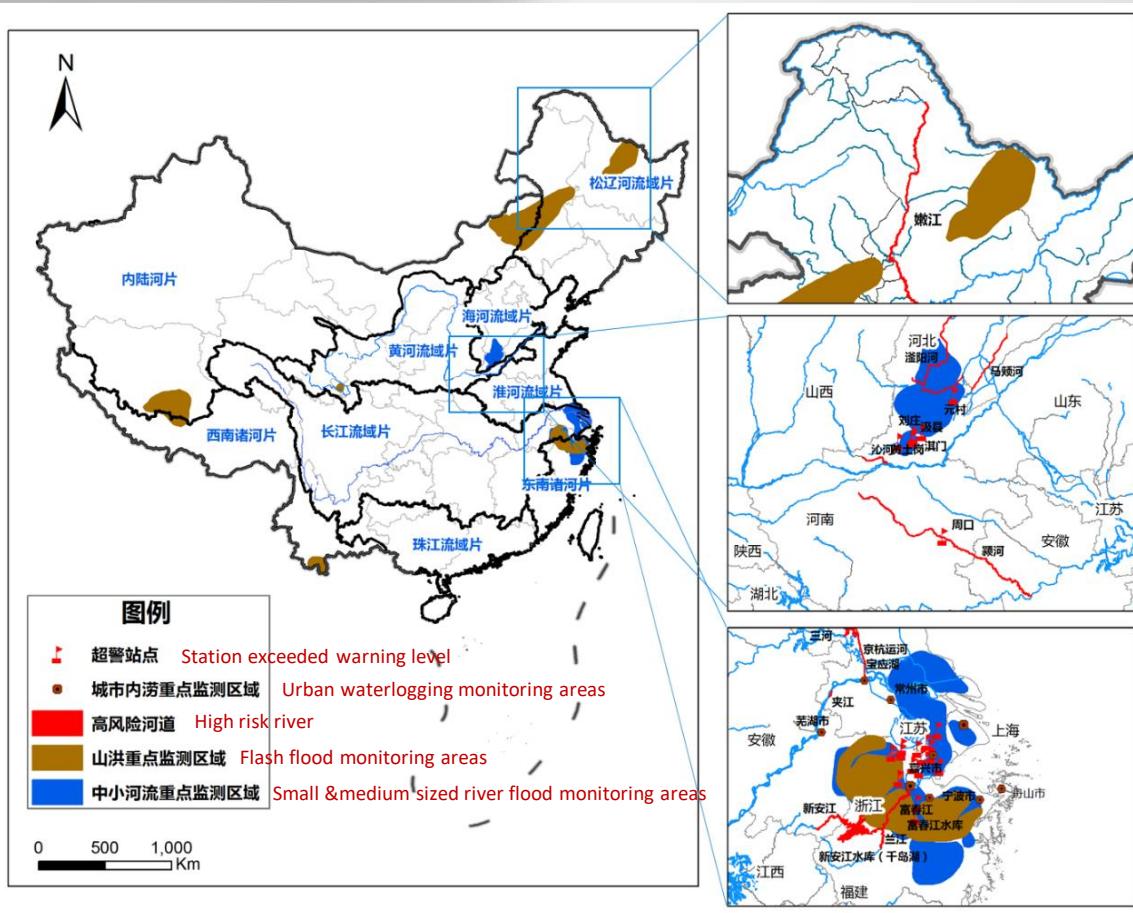 N
松辽河流域片
内陆河片
海河流域片
黄河流域片
淮河流域片
西南诸河片
长江流域片
东南诸河片
珠江流域片
图例
超警站点 Station exceeded warning level
城市内涝重点监测区域 Urban waterlogging monitoring areas
高风险河道 High risk river
山洪重点监测区域 Flash flood monitoring areas
中小河流重点监测区域 Small &medium sized river flood monitoring areas
0 500 1,000
Km
嫩江
河北
滏阳河
马颊河
山西
山东
元村
刘庄
汲县
淇门
沁河
黄土岗
河南
周口
江苏
陕西
颍河
安徽
湖北
三河
京杭运河
宝应湖
常州市
夹江
芜湖市
江苏
上海
安徽
嘉兴市
新安江
浙江
宁波市
舟山市
富春江
富春江水库
兰江
新安江水库（千岛湖）
江西
福建